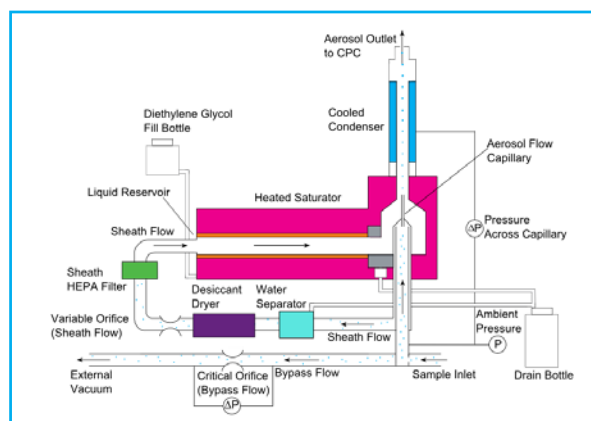 Aerosol Outlet
to CPC
Diethylene Glycol
Fill Bottle
Cooled
Condenser
Aerosol Flow
Capillary
Liquid Reservoir
Heated Saturator
Sheath Flow
ΔP
Pressure
Across Capillary
Sheath
HEPA Filter
Desiccant
Dryer
Water
Separator
Variable Orifice
(Sheath Flow)
Sheath Flow
Ambient
Pressure
P
External
Vacuum
Critical Orifice
(Bypass Flow)
Bypass Flow
Sample Inlet
Drain Bottle
ΔP